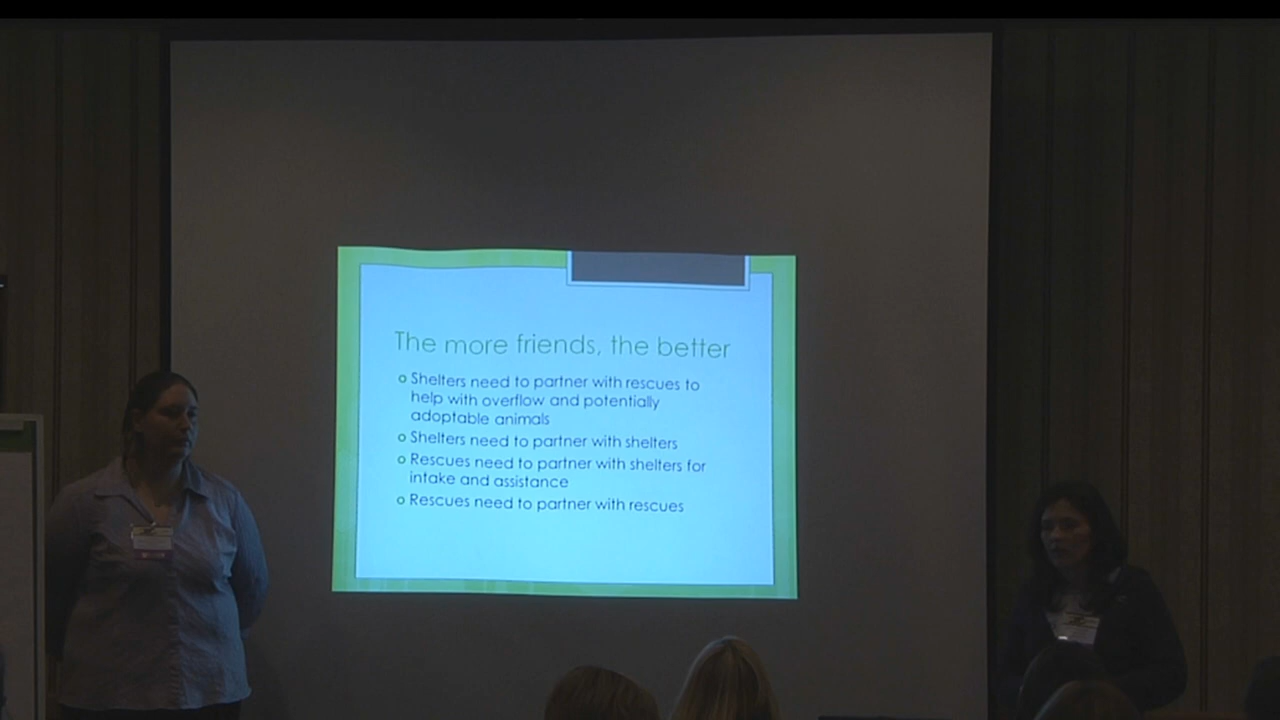 The more friends, the better
Shelters need to partner with rescues to
help with overflow and potentially
adoptable animals
Shelters need to partner with shelters
Rescues need to partner with shelters for
intake and assistance
Rescues need to partner with rescues